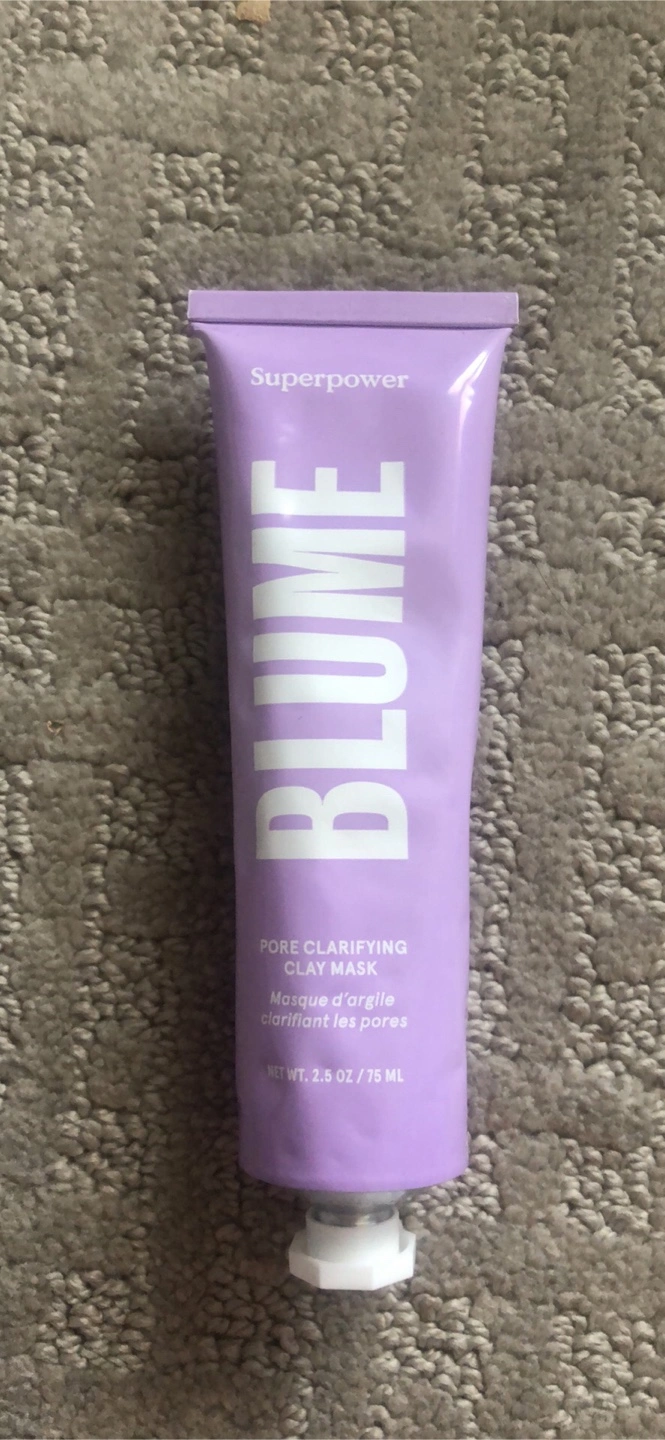 Superpower
BLUME
PORE CLARIFYING
CLAY MASK
Masque d'argile
clarifiant les pores
NET WT. 2.5 OZ / 75 ML